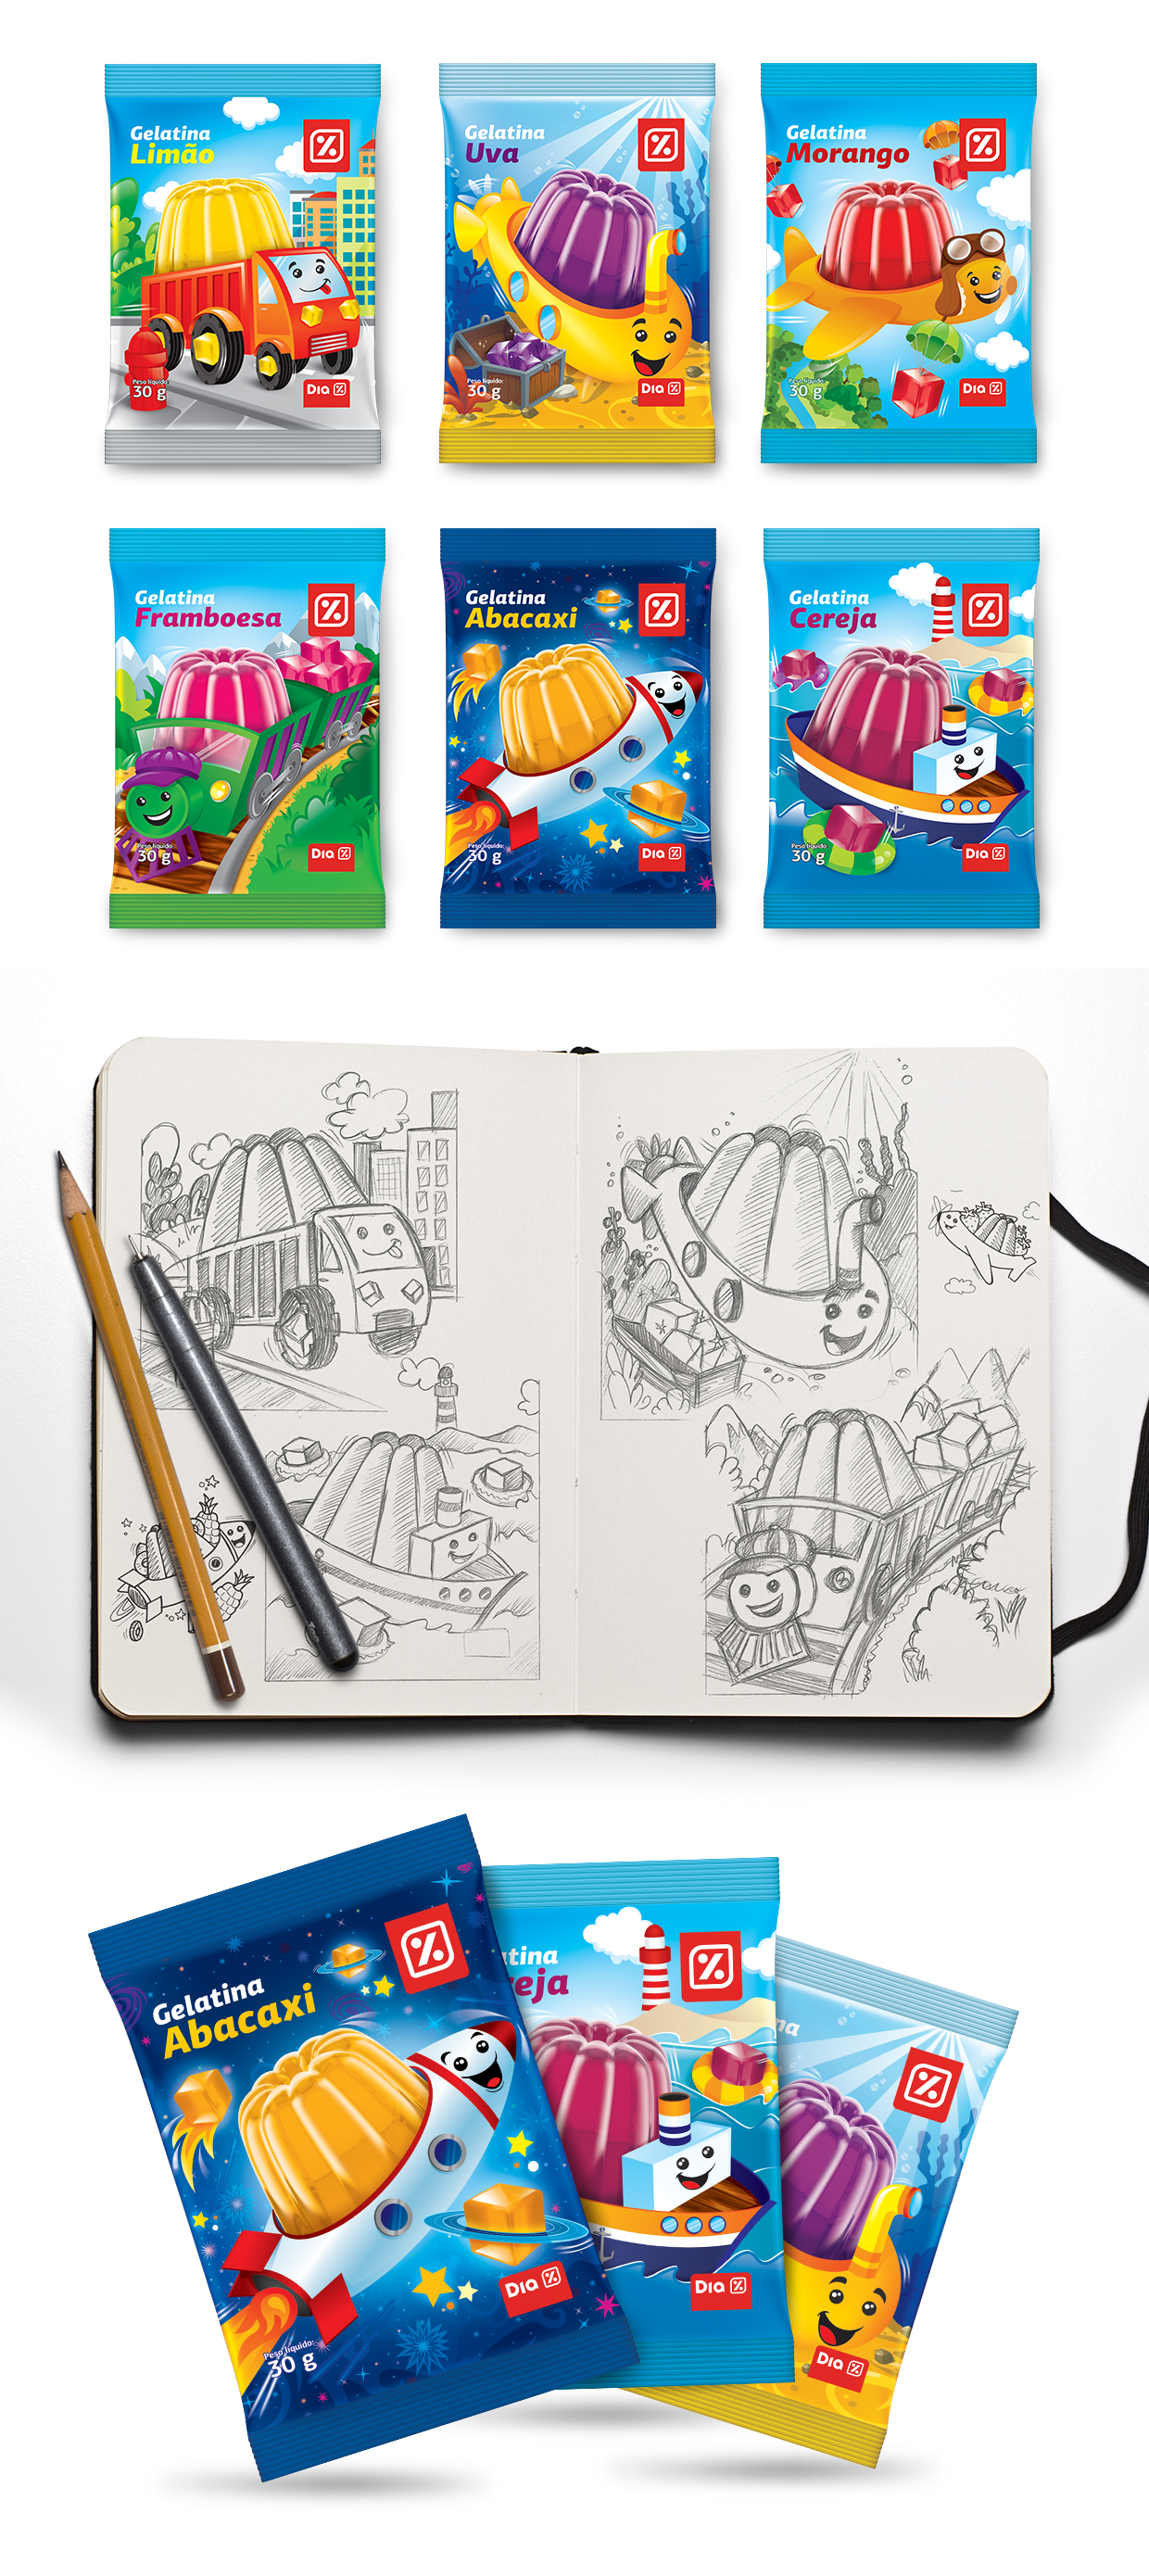 Gelatina
Limão
Peso líquido:
30 g
DIA %
Gelatina
Uva
Peso líquido:
30 g
DIA %
Gelatina
Morango
Peso líquido:
30 g
DIA %
Gelatina
Framboesa
Peso líquido:
30 g
DIA %
Gelatina
Abacaxi
Peso líquido:
30 g
DIA %
Gelatina
Cereja
Peso líquido:
30 g
DIA %
Gelatina
Abacaxi
Peso líquido:
30 g
DIA %
atina
reja
DIA %
na
DIA %